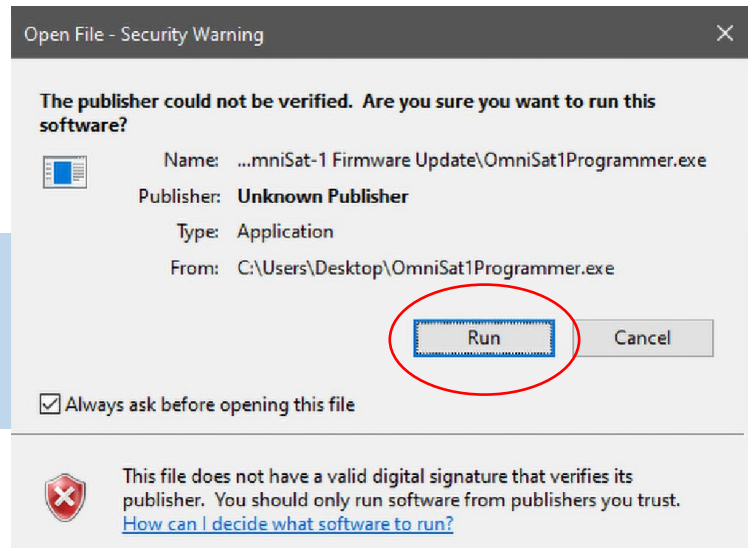 Open File - Security Warning
The publisher could not be verified. Are you sure you want to run this
software?
Name: ...mniSat-1 Firmware Update\OmniSat1Programmer.exe
Publisher: Unknown Publisher
Type: Application
From: C:\Users\Desktop\OmniSat1Programmer.exe
Run Cancel
Always ask before opening this file
This file does not have a valid digital signature that verifies its
publisher. You should only run software from publishers you trust.
How can I decide what software to run?